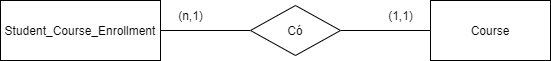 (n,1)
(1,1)
Student_Course_Enrollment
Có
Course